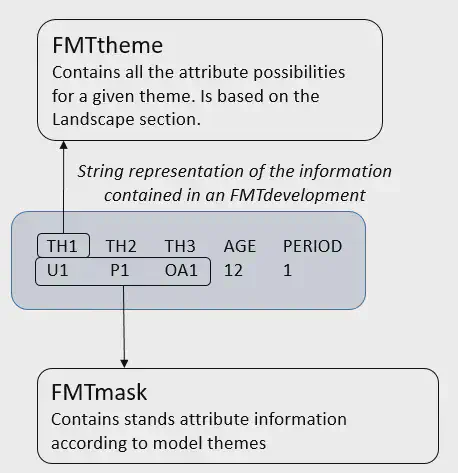 FMTtheme
Contains all the attribute possibilities
for a given theme. Is based on the
Landscape section.
String representation of the information
contained in an FMTdevelopment
TH1 TH2 TH3 AGE PERIOD
U1 P1 OA1 12 1
FMTmask
Contains stands attribute information
according to model themes